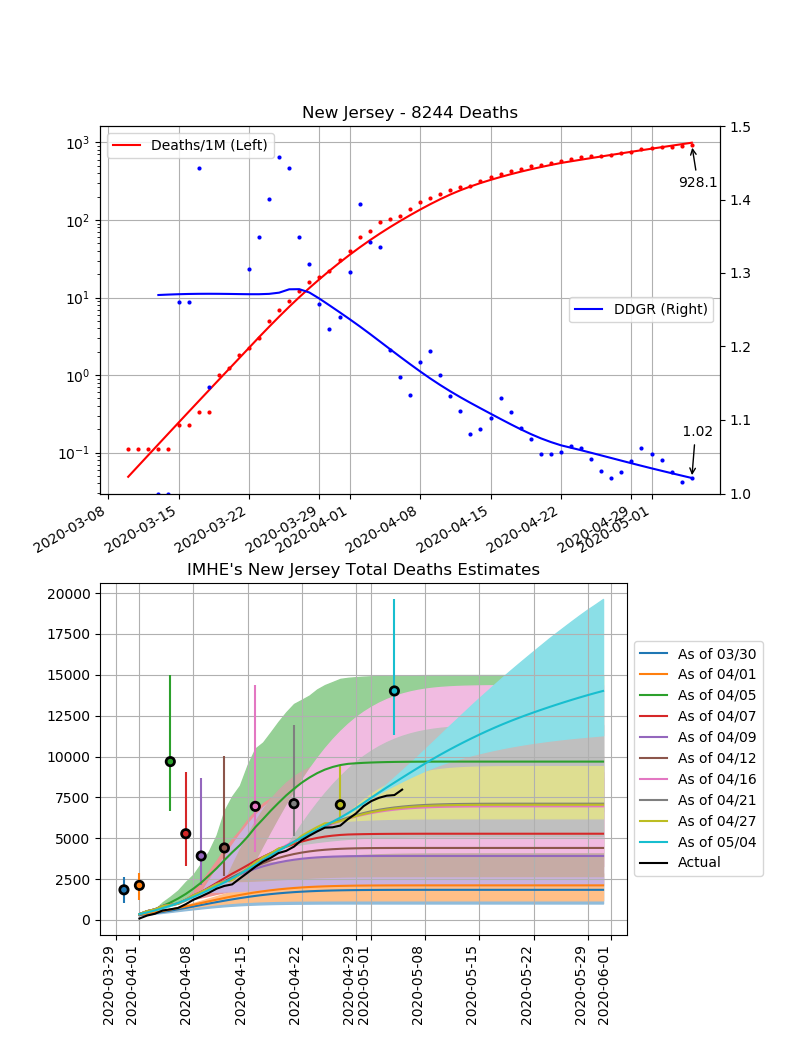 New Jersey - 8244 Deaths
Deaths/1M (Left)
DDGR (Right)
928.1
1.02
10³
10²
10¹
10⁰
10⁻¹
1.5
1.4
1.3
1.2
1.1
1.0
2020-03-08
2020-03-15
2020-03-22
2020-03-29
2020-04-01
2020-04-08
2020-04-15
2020-04-22
2020-04-29
2020-05-01
IMHE's New Jersey Total Deaths Estimates
20000
17500
15000
12500
10000
7500
5000
2500
0
2020-03-29
2020-04-01
2020-04-08
2020-04-15
2020-04-22
2020-04-29
2020-05-01
2020-05-08
2020-05-15
2020-05-22
2020-05-29
2020-06-01
As of 03/30
As of 04/01
As of 04/05
As of 04/07
As of 04/09
As of 04/12
As of 04/16
As of 04/21
As of 04/27
As of 05/04
Actual